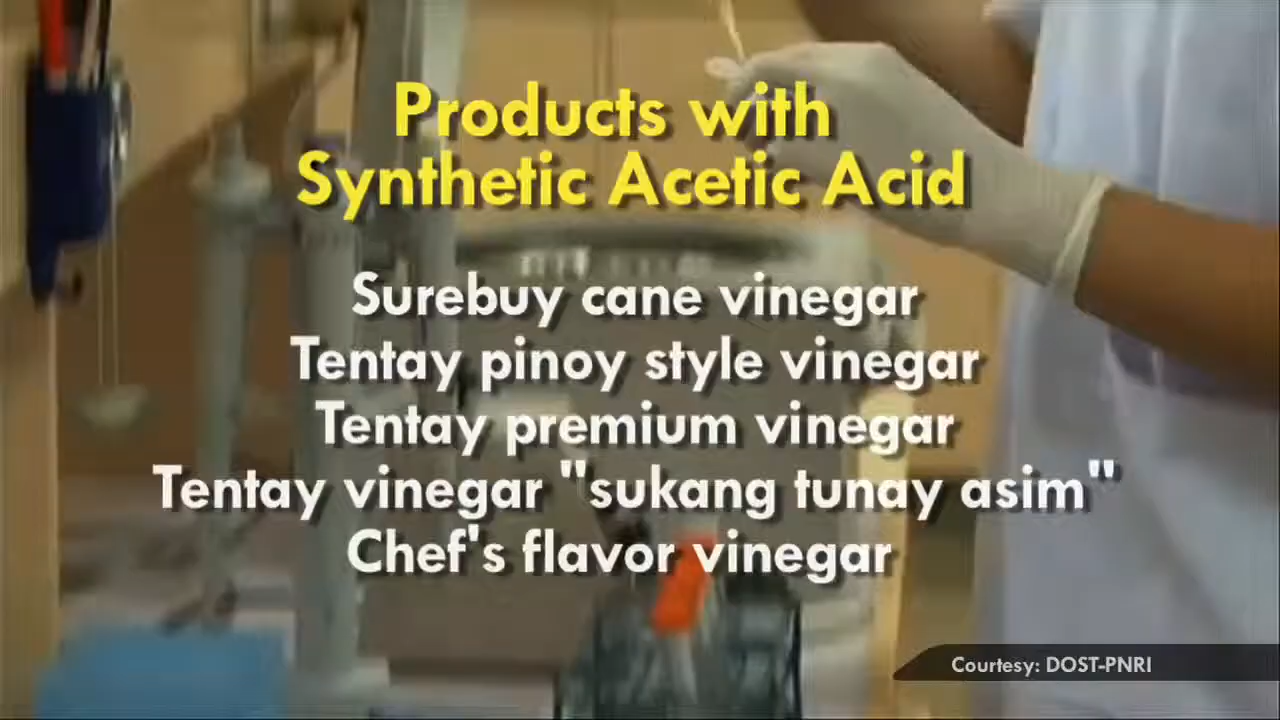 Products with
Synthetic Acetic Acid
Surebuy cane vinegar
Tentay pinoy style vinegar
Tentay premium vinegar
Tentay vinegar "sukang tunay asim"
Chef's flavor vinegar
Courtesy: DOST-PNRI